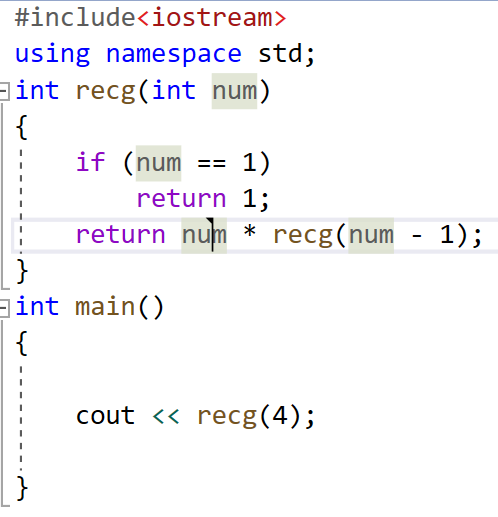 #include<iostream>
using namespace std;
int recg(int num)
{
if (num == 1)
return 1;
return num * recg(num - 1);
}
int main()
{
cout << recg(4);
}